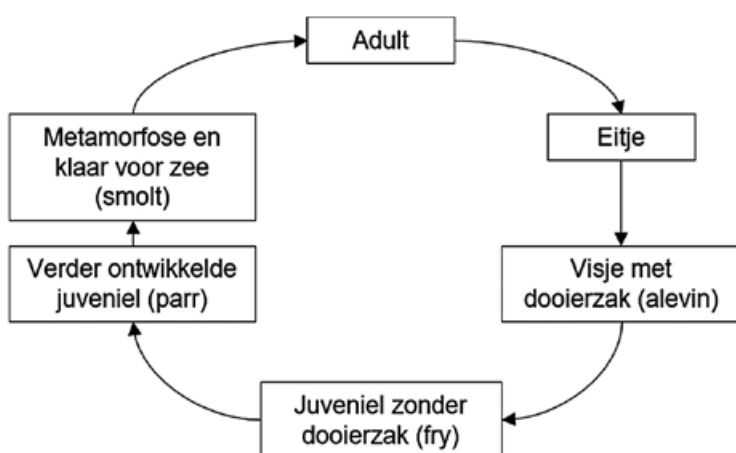 Adult
Eitje
Visje met
dooierzak (alevin)
Juveniel zonder
dooierzak (fry)
Verder ontwikkelde
juveniel (parr)
Metamorfose en
klaar voor zee
(smolt)